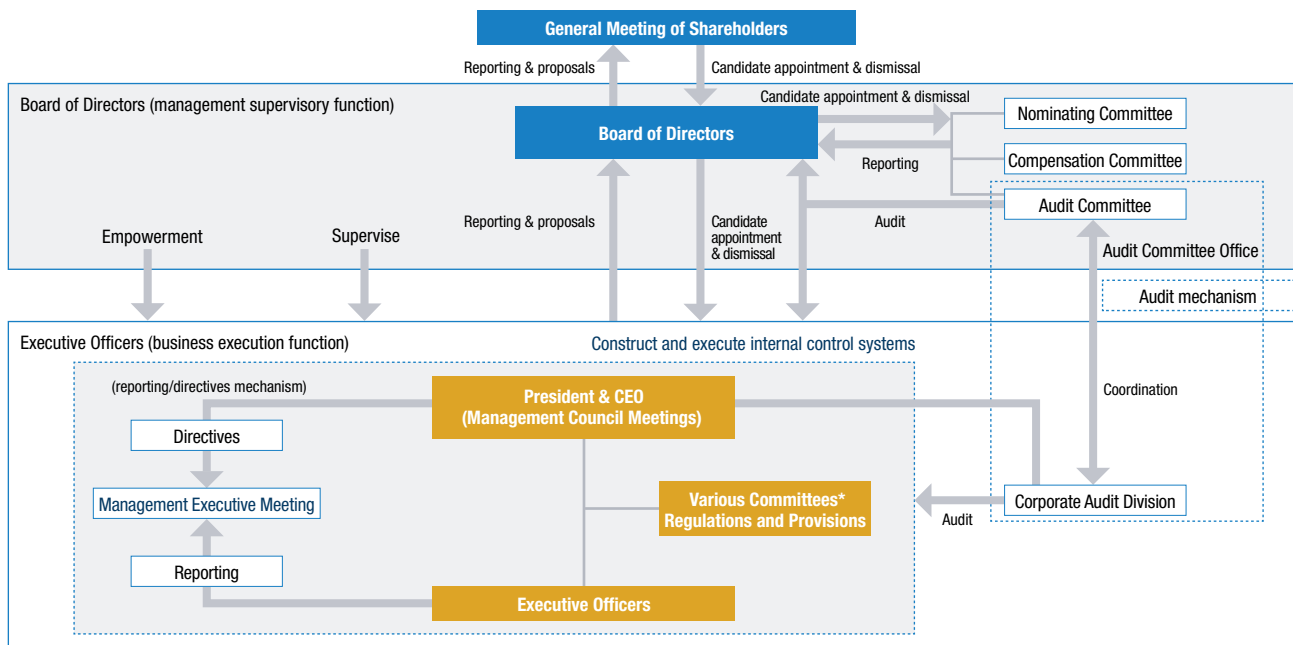 General Meeting of Shareholders
Reporting & proposals
Candidate appointment & dismissal
Board of Directors (management supervisory function)
Candidate appointment & dismissal
Board of Directors
Nominating Committee
Reporting
Compensation Committee
Audit Committee
Reporting & proposals
Candidate
appointment
& dismissal
Audit
Empowerment
Supervise
Audit Committee Office
Audit mechanism
Executive Officers (business execution function)
Construct and execute internal control systems
(reporting/directives mechanism)
President & CEO
(Management Council Meetings)
Coordination
Directives
Management Executive Meeting
Various Committees*
Regulations and Provisions
Corporate Audit Division
Audit
Reporting
Executive Officers